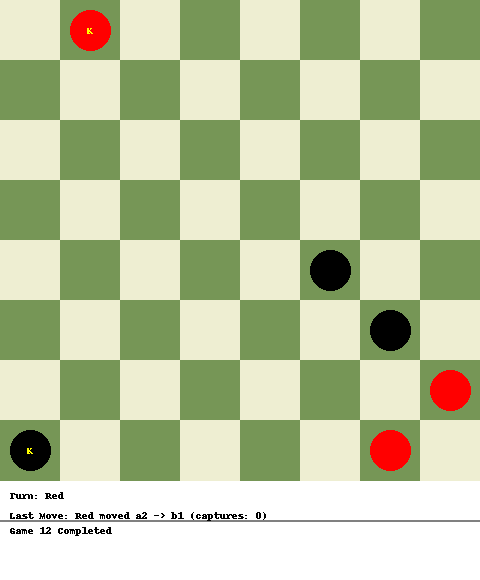 K
K
Turn: Red
Last Move: Red moved a2 -> b1 (captures: 0)
Game 12 Completed